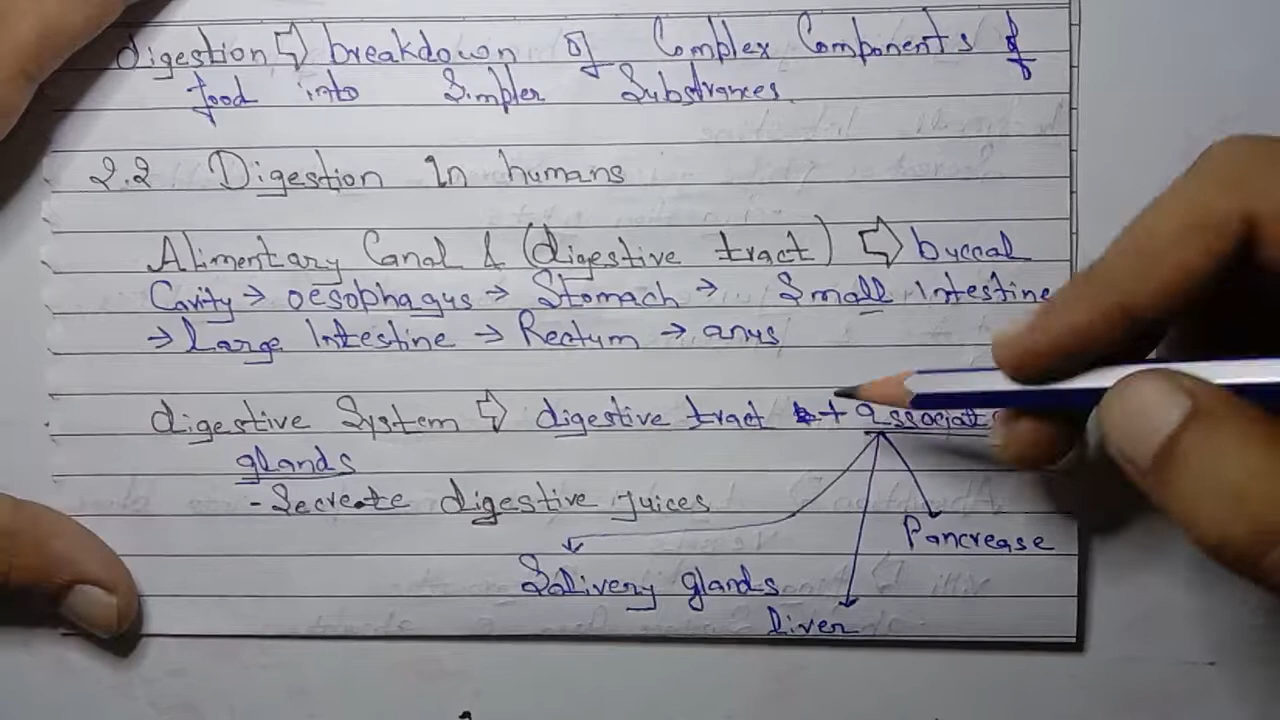 digestion ⇨ breakdown of Complex Components of
food into Simpler Substances.
2.2 Digestion In humans
Alimentary Canal & (digestive tract) ⇨ buccal
Cavity → oesophagus → Stomach → Small Intestine
→ Large Intestine → Rectum → anus
digestive System ⇨ digestive tract + associat
glands
- Secreate digestive juices
Pancrease
Salivery glands
liver